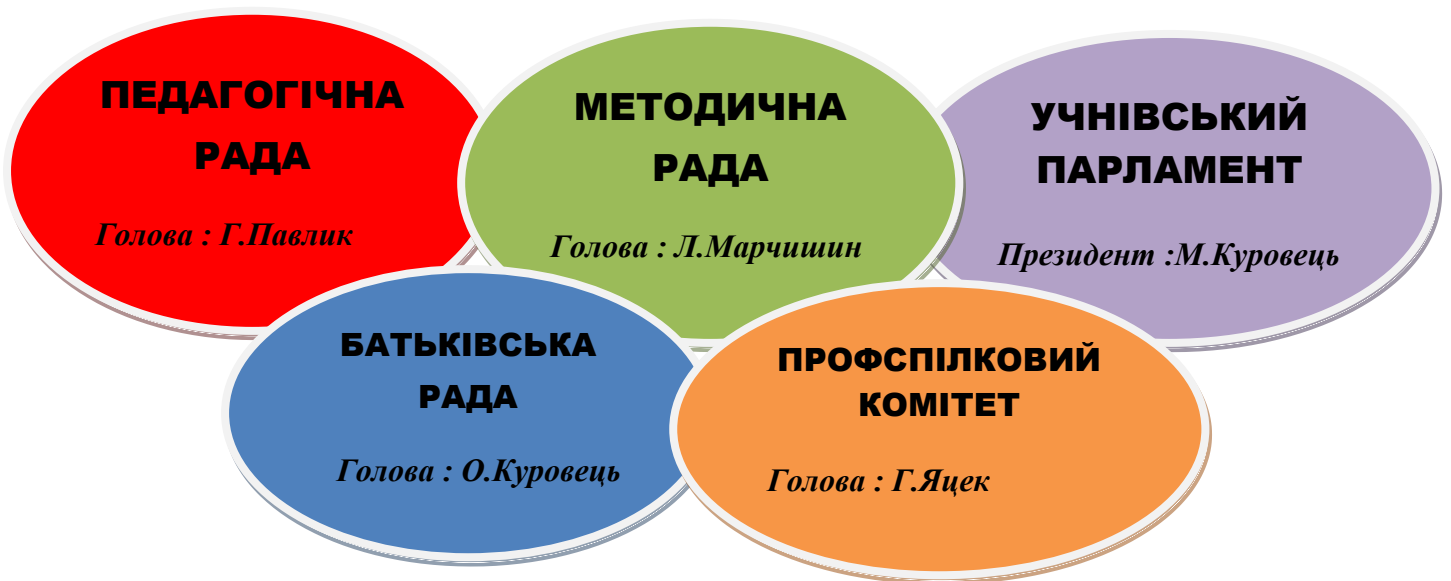 ПЕДАГОГІЧНА
РАДА
Голова : Г.Павлик
МЕТОДИЧНА
РАДА
Голова : Л.Марчишин
УЧНІВСЬКИЙ
ПАРЛАМЕНТ
Президент :М.Куровець
БАТЬКІВСЬКА
РАДА
Голова : О.Куровець
ПРОФСПІЛКОВИЙ
КОМІТЕТ
Голова : Г.Яцек